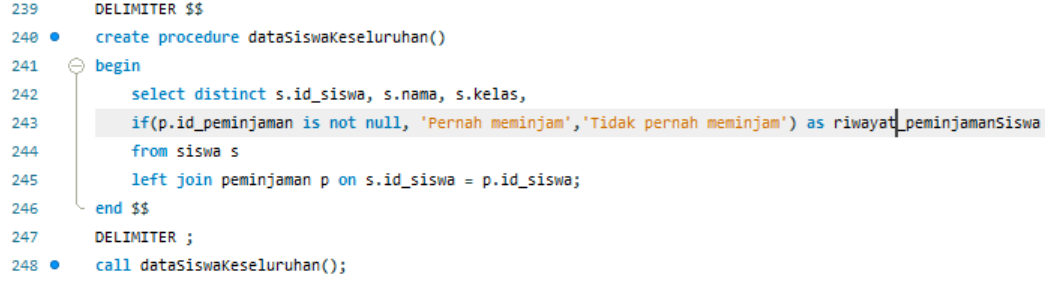 239 DELIMITER $$
240 create procedure dataSiswaKeseluruhan()
241 begin
242 select distinct s.id_siswa, s.nama, s.kelas,
243 if(p.id_peminjaman is not null, 'Pernah meminjam','Tidak pernah meminjam') as riwayat_peminjamanSiswa
244 from siswa s
245 left join peminjaman p on s.id_siswa = p.id_siswa;
246 end $$
247 DELIMITER ;
248 call dataSiswaKeseluruhan();